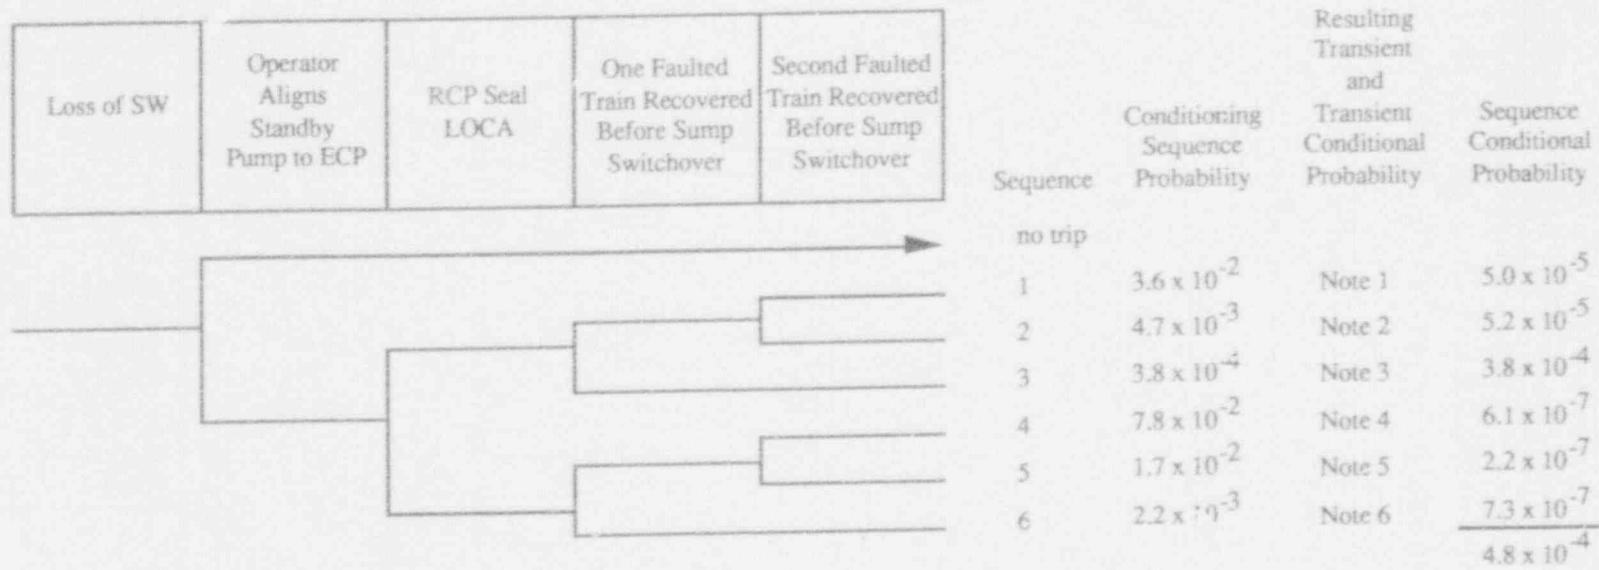 Loss of SW
Operator
Aligns
Standby
Pump to ECP
RCP Seal
LOCA
One Faulted
Train Recovered
Before Sump
Switchover
Second Faulted
Train Recovered
Before Sump
Switchover
Sequence
Conditioning
Sequence
Probability
Resulting
Transient
and
Transient
Conditional
Probability
Sequence
Conditional
Probability
no trip
1 3.6 x 10^-2 Note 1 5.0 x 10^-5
2 4.7 x 10^-3 Note 2 5.2 x 10^-5
3 3.8 x 10^-4 Note 3 3.8 x 10^-4
4 7.8 x 10^-2 Note 4 6.1 x 10^-7
5 1.7 x 10^-2 Note 5 2.2 x 10^-7
6 2.2 x 10^-3 Note 6 7.3 x 10^-7
4.8 x 10^-4